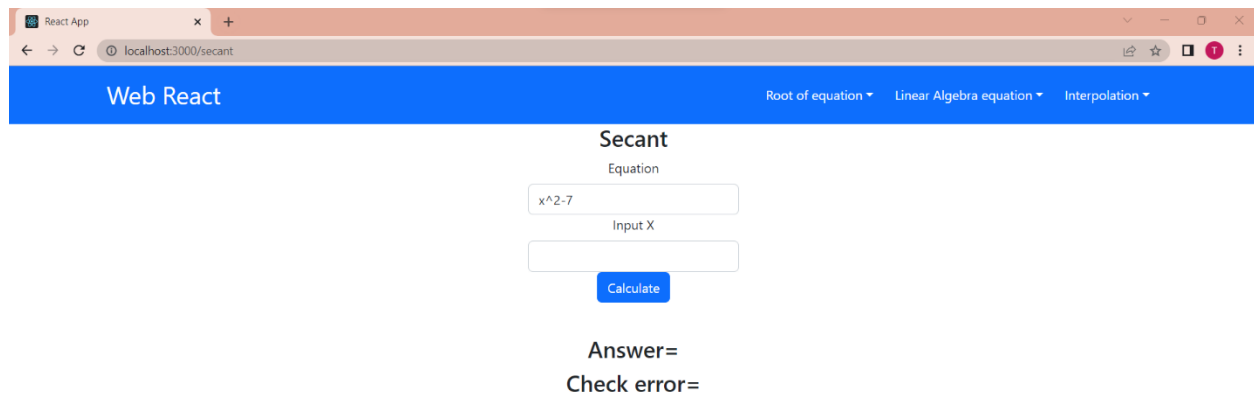 React App
localhost:3000/secant
T
Web React
Root of equation
Linear Algebra equation
Interpolation
Secant
Equation
x^2-7
Input X
Calculate
Answer=
Check error=